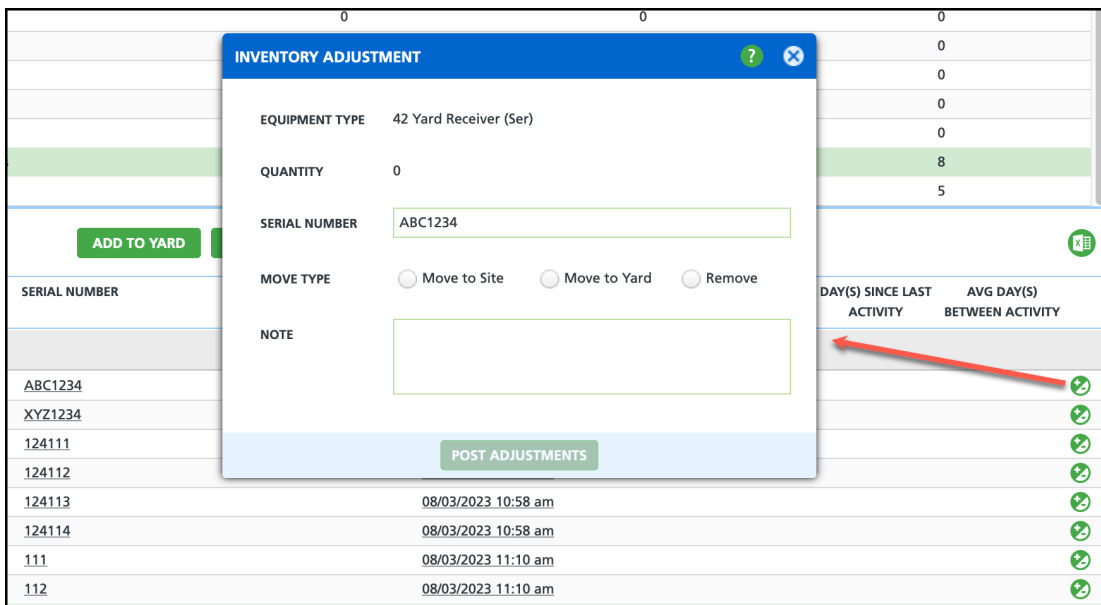 0 0 0
0
0
0
0
8
5
INVENTORY ADJUSTMENT ?
EQUIPMENT TYPE 42 Yard Receiver (Ser)
QUANTITY 0
SERIAL NUMBER ABC1234
MOVE TYPE Move to Site Move to Yard Remove
NOTE
POST ADJUSTMENTS
ADD TO YARD
SERIAL NUMBER DAY(S) SINCE LAST AVG DAY(S)
ACTIVITY BETWEEN ACTIVITY
ABC1234
XYZ1234
124111
124112
124113 08/03/2023 10:58 am
124114 08/03/2023 10:58 am
111 08/03/2023 11:10 am
112 08/03/2023 11:10 am